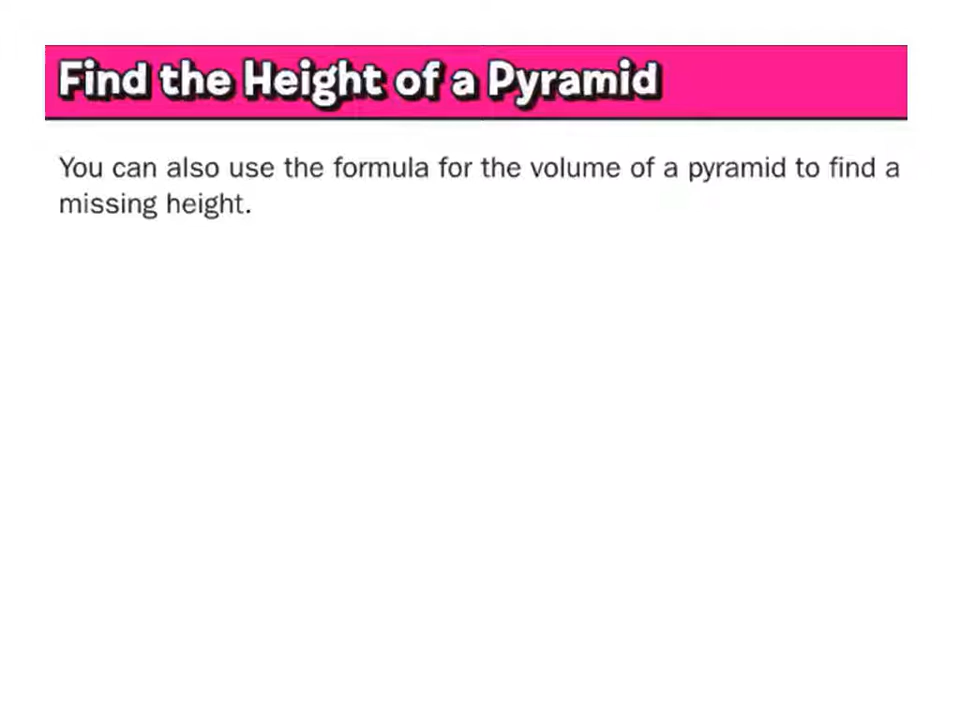 Find the Height of a Pyramid
You can also use the formula for the volume of a pyramid to find a
missing height.